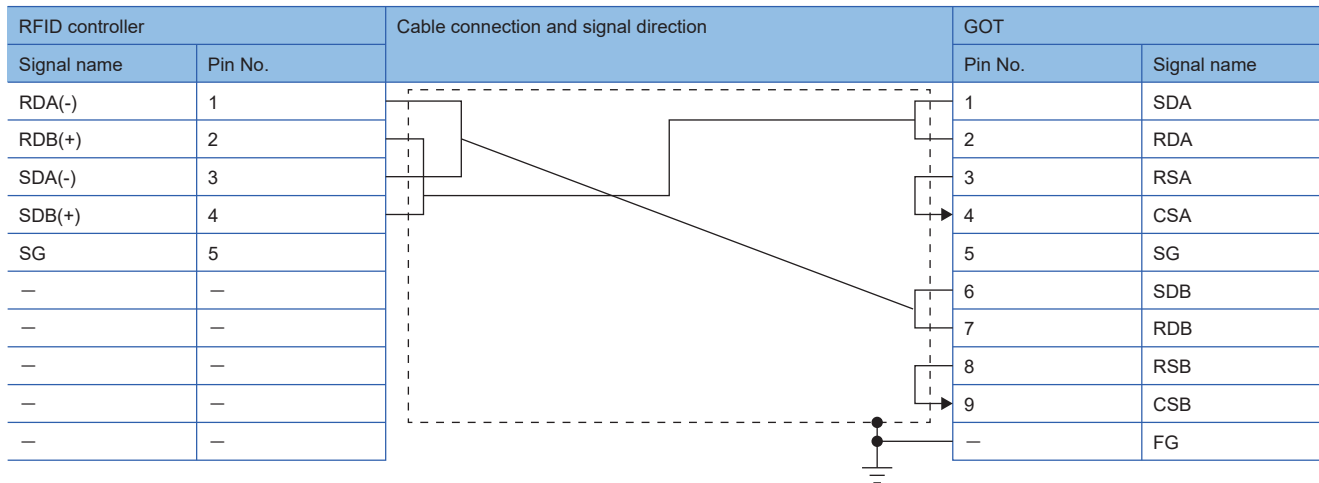 RFID controller Cable connection and signal direction GOT
Signal name Pin No. Pin No. Signal name
RDA(-) 1 1 SDA
RDB(+) 2 2 RDA
SDA(-) 3 3 RSA
SDB(+) 4 4 CSA
SG 5 5 SG
— — 6 SDB
— — 7 RDB
— — 8 RSB
— — 9 CSB
— — — FG